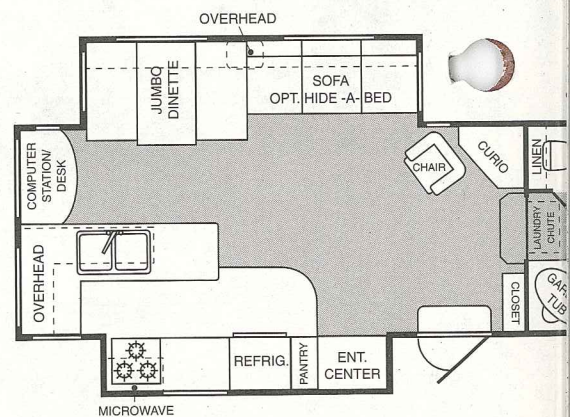 OVERHEAD
JUMBO
DINETTE
SOFA
OPT. HIDE -A- BED
COMPUTER
STATION/
DESK
CHAIR
CURIO
LINEN
LAUNDRY
CHUTE
OVERHEAD
CLOSET
TUB
REFRIG.
PANTRY
ENT.
CENTER
MICROWAVE